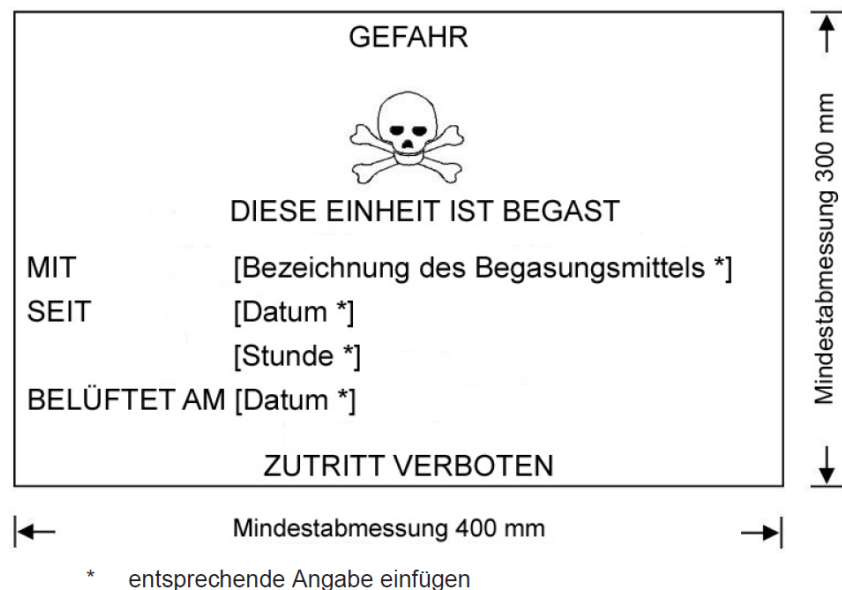 GEFAHR
DIESE EINHEIT IST BEGAST
MIT [Bezeichnung des Begasungsmittels *]
SEIT [Datum *]
[Stunde *]
BELÜFTET AM [Datum *]
ZUTRITT VERBOTEN
Mindestabmessung 300 mm
Mindestabmessung 400 mm
* entsprechende Angabe einfügen